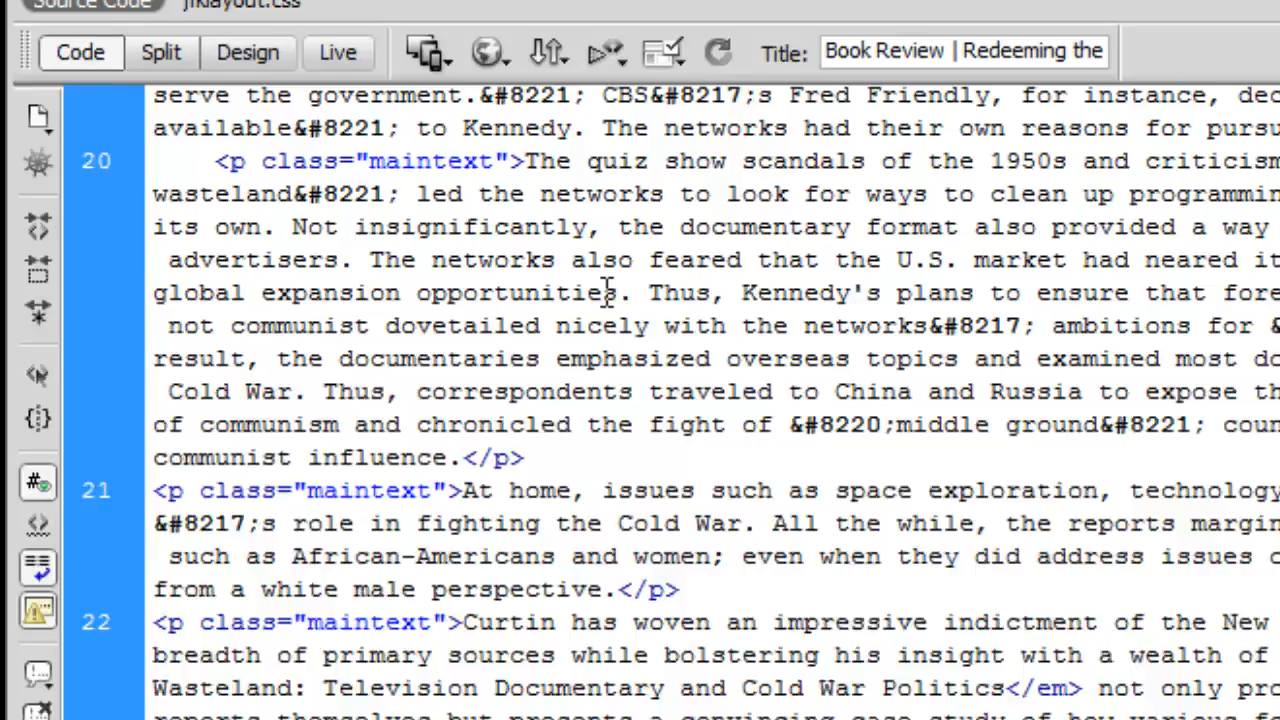 Source Code jlklayout.css
Code Split Design Live Title: Book Review | Redeeming the
serve the government.&#8221; CBS&#8217;s Fred Friendly, for instance, dec
available&#8221; to Kennedy. The networks had their own reasons for pursu
20 <p class="maintext">The quiz show scandals of the 1950s and criticism
wasteland&#8221; led the networks to look for ways to clean up programmin
its own. Not insignificantly, the documentary format also provided a way
advertisers. The networks also feared that the U.S. market had neared it
global expansion opportunities. Thus, Kennedy's plans to ensure that fore
not communist dovetailed nicely with the networks&#8217; ambitions for &
result, the documentaries emphasized overseas topics and examined most do
Cold War. Thus, correspondents traveled to China and Russia to expose th
of communism and chronicled the fight of &#8220;middle ground&#8221; coun
communist influence.</p>
21 <p class="maintext">At home, issues such as space exploration, technology
&#8217;s role in fighting the Cold War. All the while, the reports margin
such as African-Americans and women; even when they did address issues o
from a white male perspective.</p>
22 <p class="maintext">Curtin has woven an impressive indictment of the New
breadth of primary sources while bolstering his insight with a wealth of
Wasteland: Television Documentary and Cold War Politics</em> not only pro
reports themselves but presents a convincing case study of how various fo